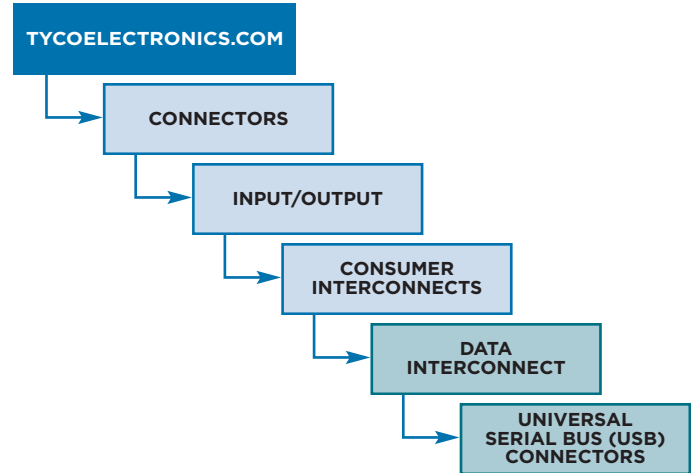 TYCOELECTRONICS.COM
CONNECTORS
INPUT/OUTPUT
CONSUMER
INTERCONNECTS
DATA
INTERCONNECT
UNIVERSAL
SERIAL BUS (USB)
CONNECTORS